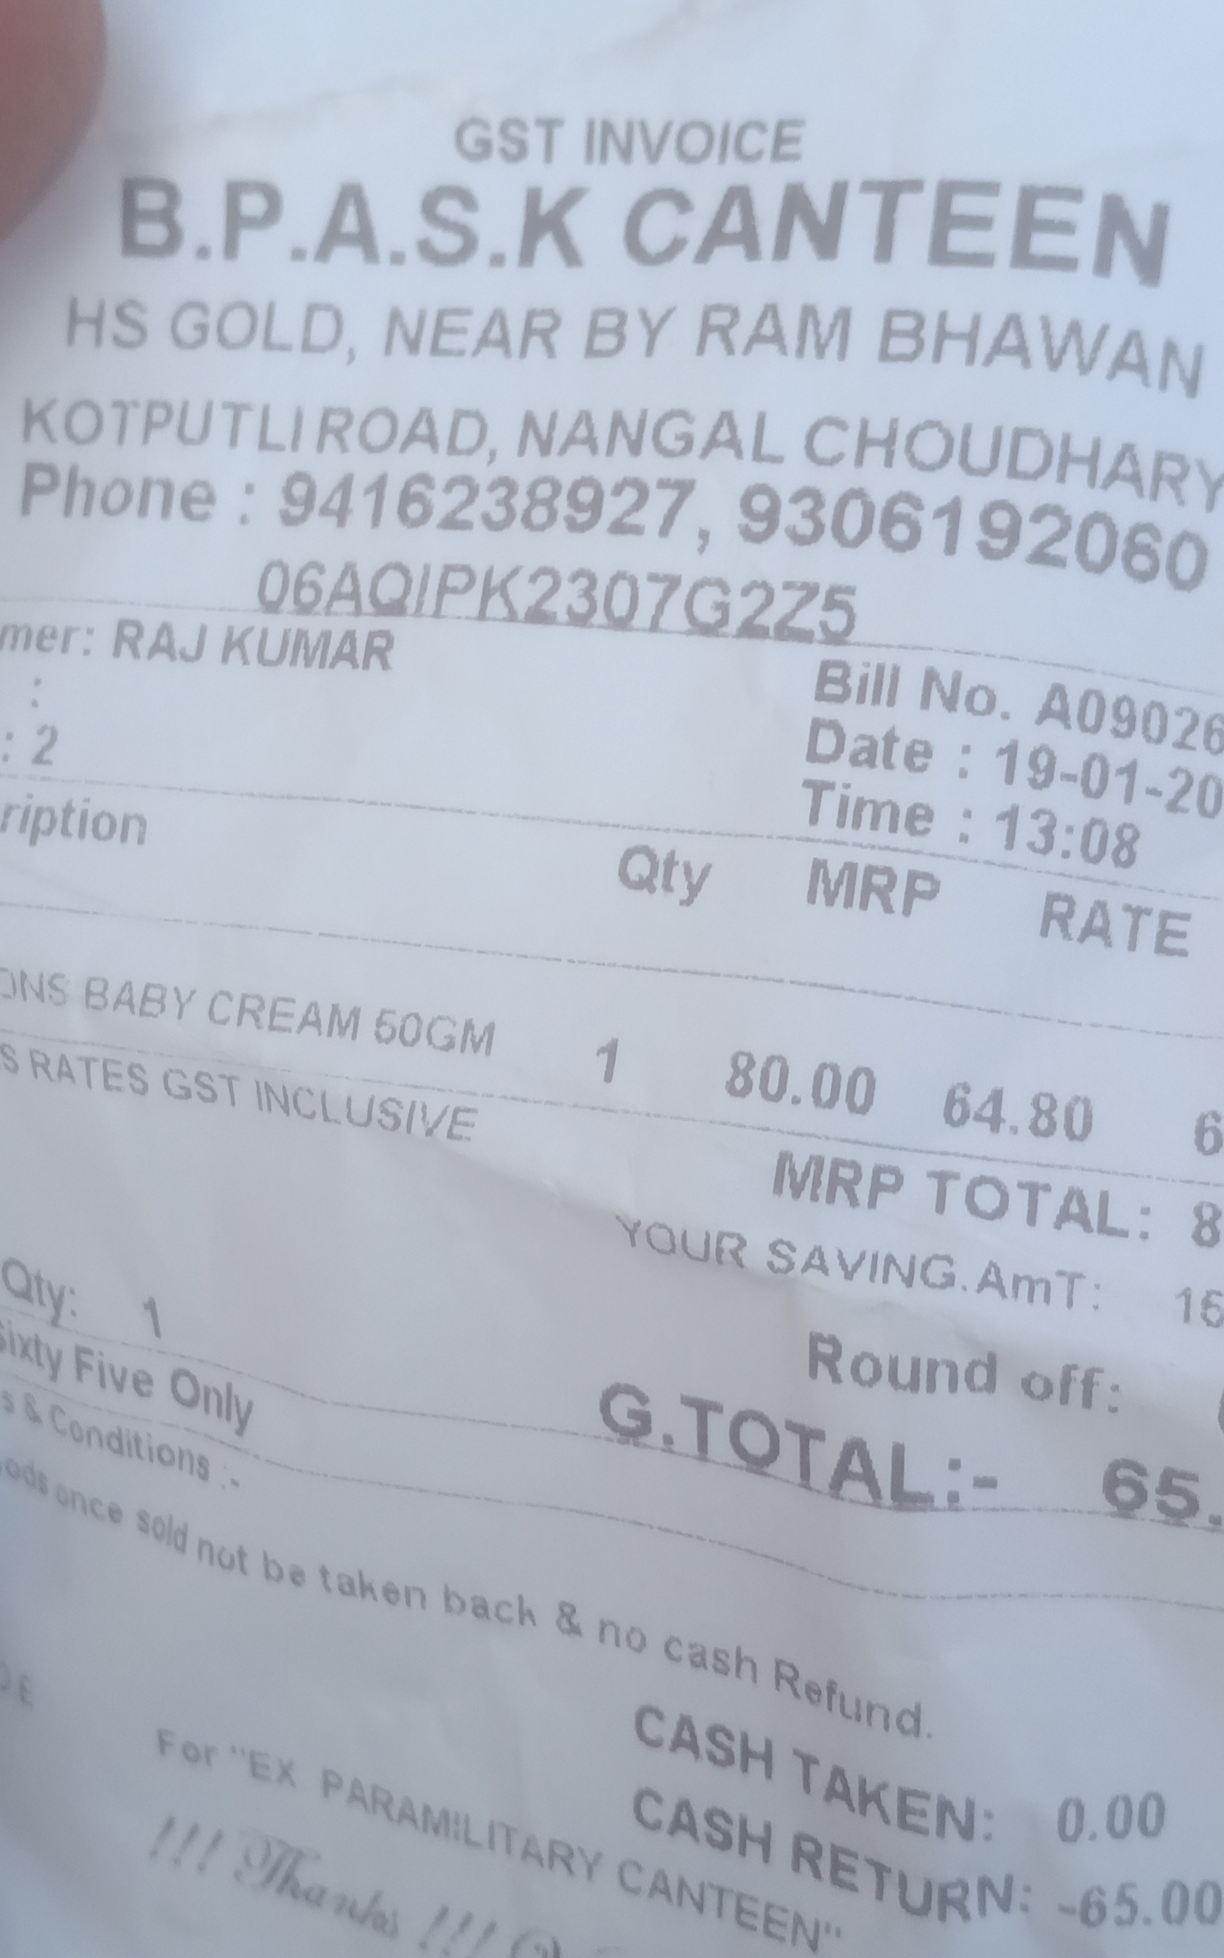 GST INVOICE
B.P.A.S.K CANTEEN
HS GOLD, NEAR BY RAM BHAWAN
KOTPUTLI ROAD, NANGAL CHOUDHARY
Phone : 9416238927, 9306192060
06AQIPK2307G2Z5
mer: RAJ KUMAR
Bill No. A09026
:
: 2
Date : 19-01-20
Time : 13:08
ription Qty MRP RATE
ONS BABY CREAM 50GM 1 80.00 64.80 6
S RATES GST INCLUSIVE
MRP TOTAL: 8
YOUR SAVING.AmT: 15
Qty: 1
Round off:
Sixty Five Only
G.TOTAL:- 65.
s & Conditions :-
oods once sold not be taken back & no cash Refund.
CASH TAKEN: 0.00
CASH RETURN: -65.00
For "EX PARAMILITARY CANTEEN"
!!! Thanks !!!